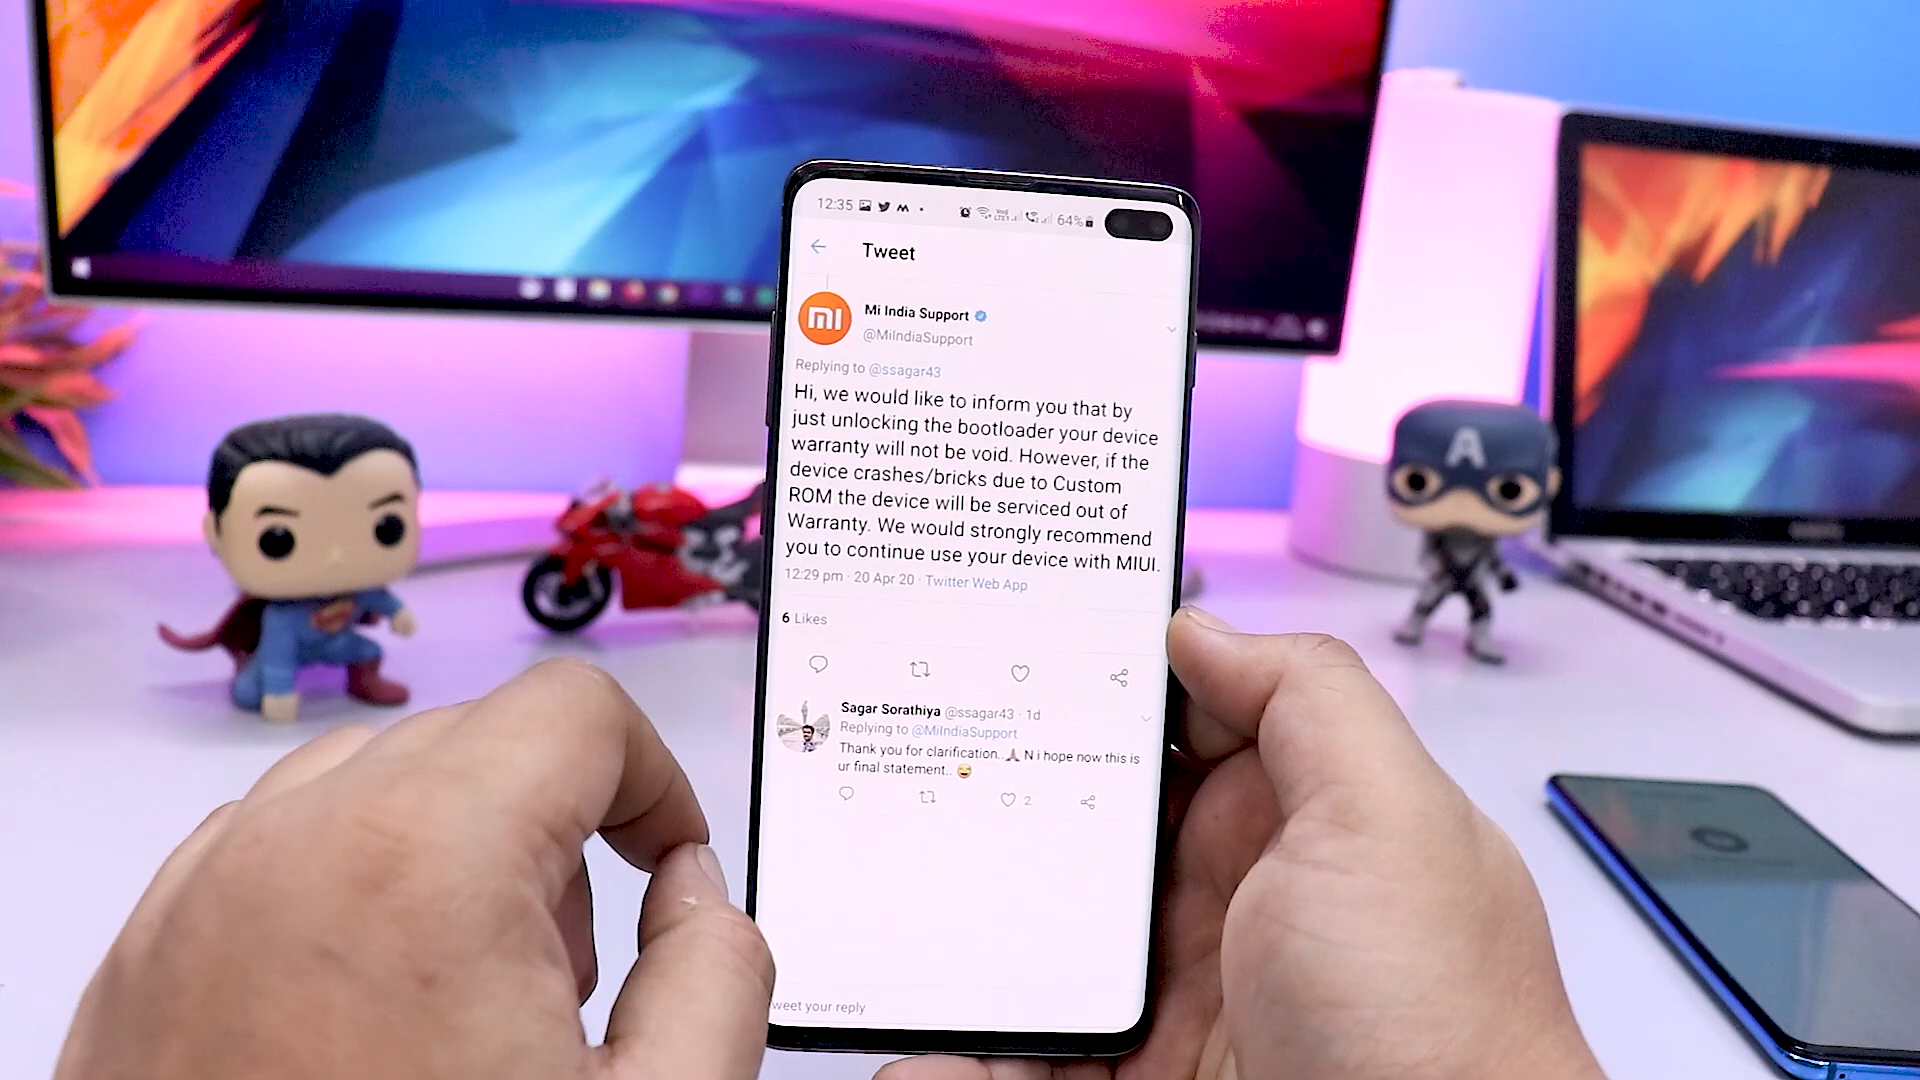 12:35
64%
Tweet
mi
Mi India Support
@MiIndiaSupport
Replying to @ssagar43
Hi, we would like to inform you that by
just unlocking the bootloader your device
warranty will not be void. However, if the
device crashes/bricks due to Custom
ROM the device will be serviced out of
Warranty. We would strongly recommend
you to continue use your device with MIUI.
12:29 pm · 20 Apr 20 · Twitter Web App
6 Likes
Sagar Sorathiya @ssagar43 · 1d
Replying to @MiIndiaSupport
Thank you for clarification..🙏 N i hope now this is
ur final statement.. 😅
2
weet your reply
A